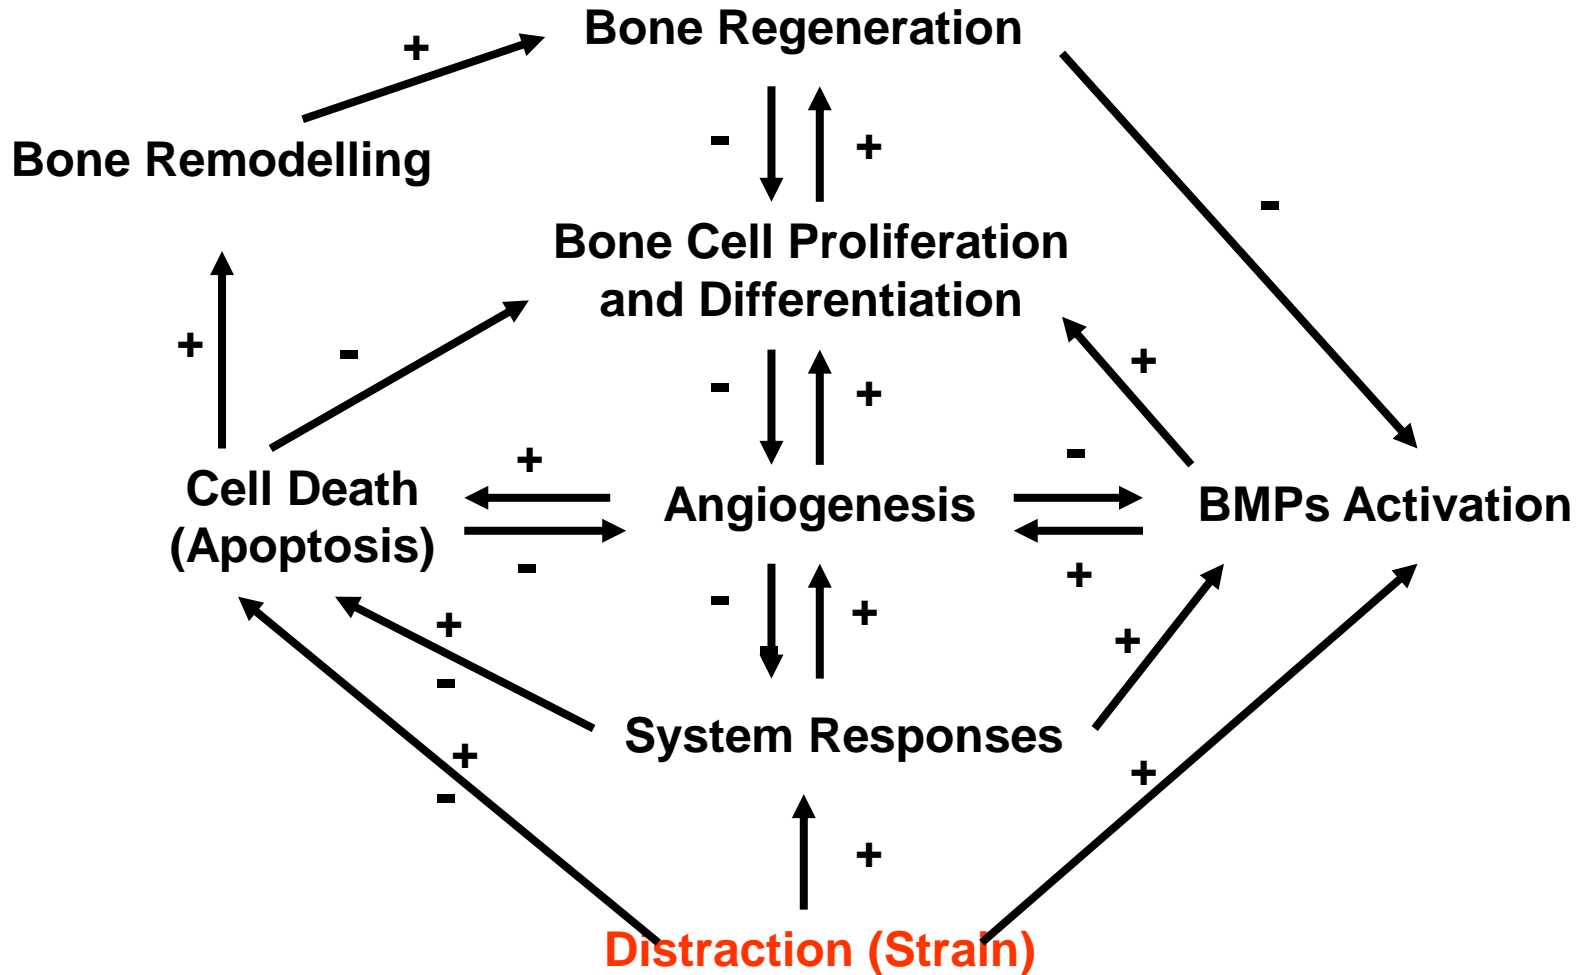 Bone Regeneration
+
Bone Remodelling
-
+
-
Bone Cell Proliferation
and Differentiation
+
-
+
-
+
+
-
Cell Death
(Apoptosis)
Angiogenesis
BMPs Activation
-
+
-
+
+
-
+
System Responses
+
-
+
+
Distraction (Strain)